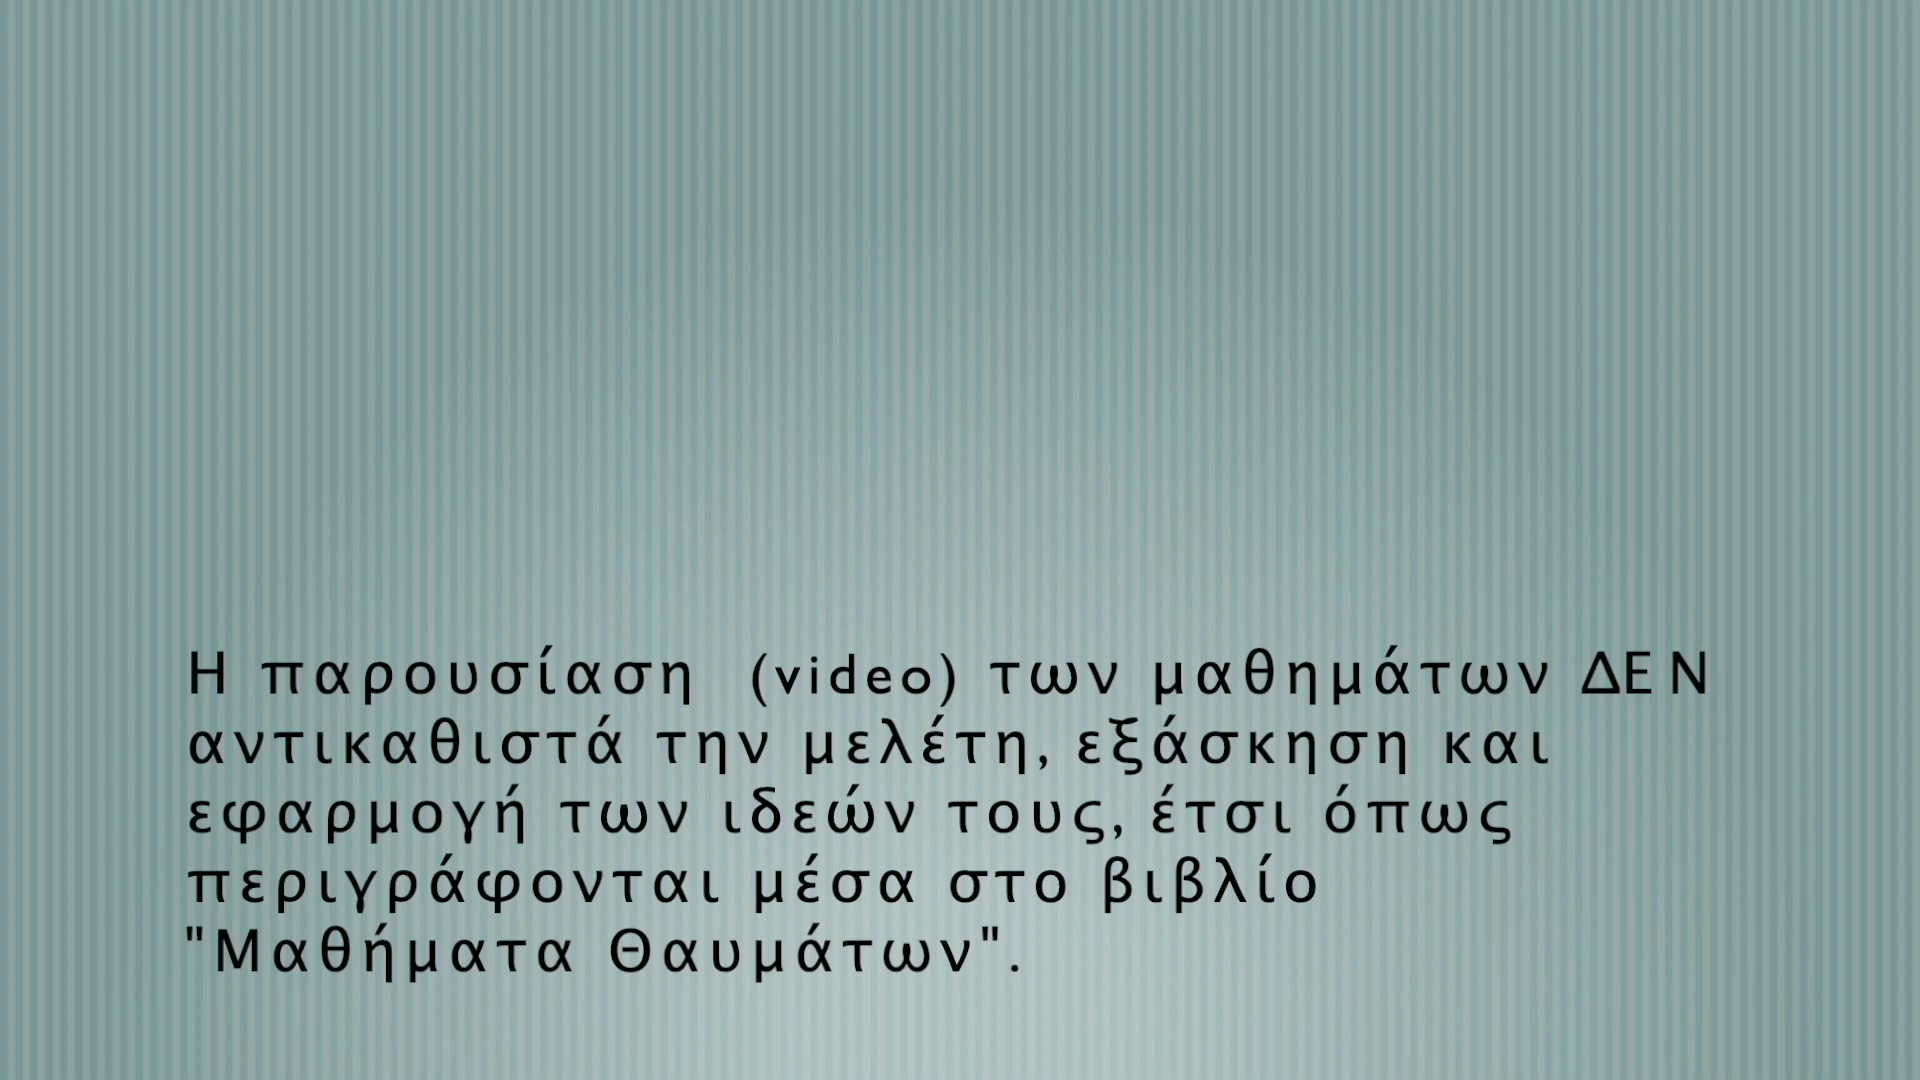 Η παρουσίαση (video) των μαθημάτων ΔΕΝ
αντικαθιστά την μελέτη, εξάσκηση και
εφαρμογή των ιδεών τους, έτσι όπως
περιγράφονται μέσα στο βιβλίο
"Μαθήματα Θαυμάτων".